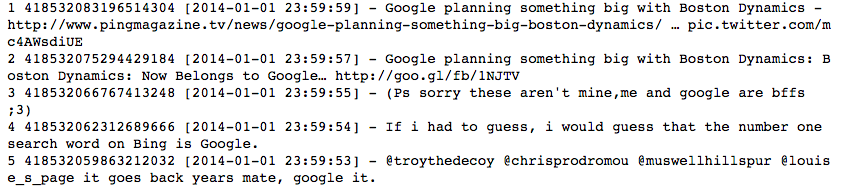 1 418532083196514304 [2014-01-01 23:59:59] - Google planning something big with Boston Dynamics -
http://www.pingmagazine.tv/news/google-planning-something-big-boston-dynamics/ … pic.twitter.com/m
c4AWsdiUE
2 418532075294429184 [2014-01-01 23:59:57] - Google planning something big with Boston Dynamics: B
oston Dynamics: Now Belongs to Google… http://goo.gl/fb/1NJTV
3 418532066767413248 [2014-01-01 23:59:55] - (Ps sorry these aren't mine,me and google are bffs
;3)
4 418532062312689666 [2014-01-01 23:59:54] - If i had to guess, i would guess that the number one
search word on Bing is Google.
5 418532059863212032 [2014-01-01 23:59:53] - @troythedecoy @chrisprodromou @muswellhillspur @louis
e_s_page it goes back years mate, google it.